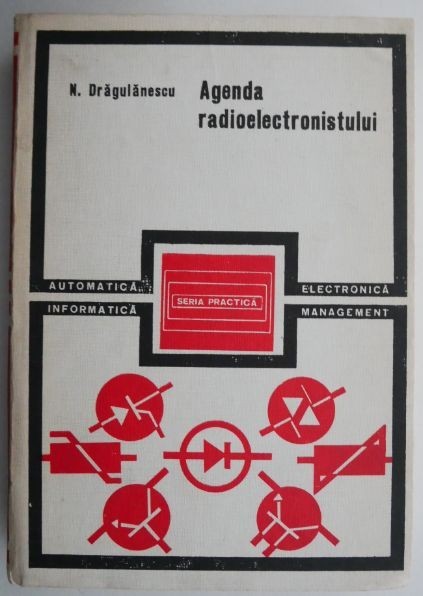 N. Drăgulănescu
Agenda
radioelectronistului
AUTOMATICĂ
ELECTRONICĂ
SERIA PRACTICĂ
INFORMATICĂ
MANAGEMENT